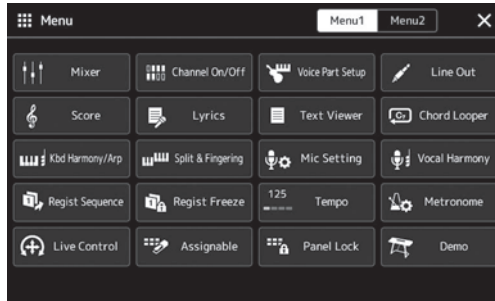 Menu Menu1 Menu2
Mixer Channel On/Off Voice Part Setup Line Out
Score Lyrics Text Viewer Chord Looper
Kbd Harmony/Arp Split & Fingering Mic Setting Vocal Harmony
Regist Sequence Regist Freeze 125 Tempo Metronome
Live Control Assignable Panel Lock Demo